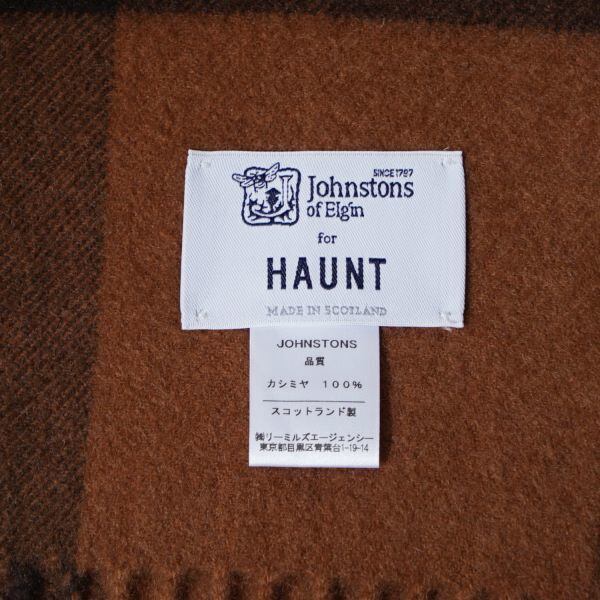 SINCE 1797
Johnstons
of Elgin
for
HAUNT
MADE IN SCOTLAND
JOHNSTONS
品質
カシミヤ 100%
スコットランド製
㈱リーミルズエージェンシー
東京都目黒区青葉台1-19-14